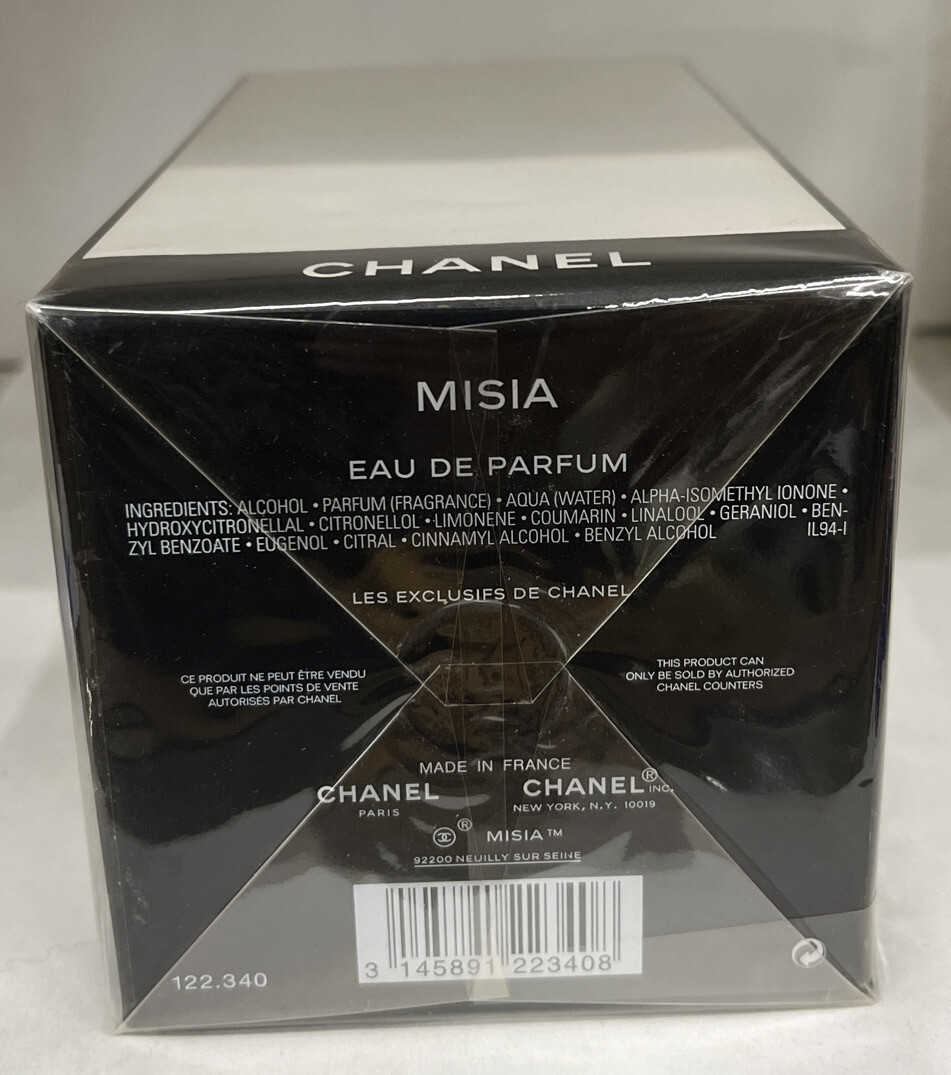 CHANEL
MISIA
EAU DE PARFUM
INGREDIENTS: ALCOHOL • PARFUM (FRAGRANCE) • AQUA (WATER) • ALPHA-ISOMETHYL IONONE •
HYDROXYCITRONELLAL • CITRONELLOL • LIMONENE • COUMARIN • LINALOOL • GERANIOL • BEN-
ZYL BENZOATE • EUGENOL • CITRAL • CINNAMYL ALCOHOL • BENZYL ALCOHOL IL94-I
LES EXCLUSIFS DE CHANEL
CE PRODUIT NE PEUT ÊTRE VENDU
QUE PAR LES POINTS DE VENTE
AUTORISÉS PAR CHANEL
THIS PRODUCT CAN
ONLY BE SOLD BY AUTHORIZED
CHANEL COUNTERS
MADE IN FRANCE
CHANEL CHANEL® INC.
PARIS NEW YORK, N.Y. 10019
® MISIA™
92200 NEUILLY SUR SEINE
3 145891 223408
122.340